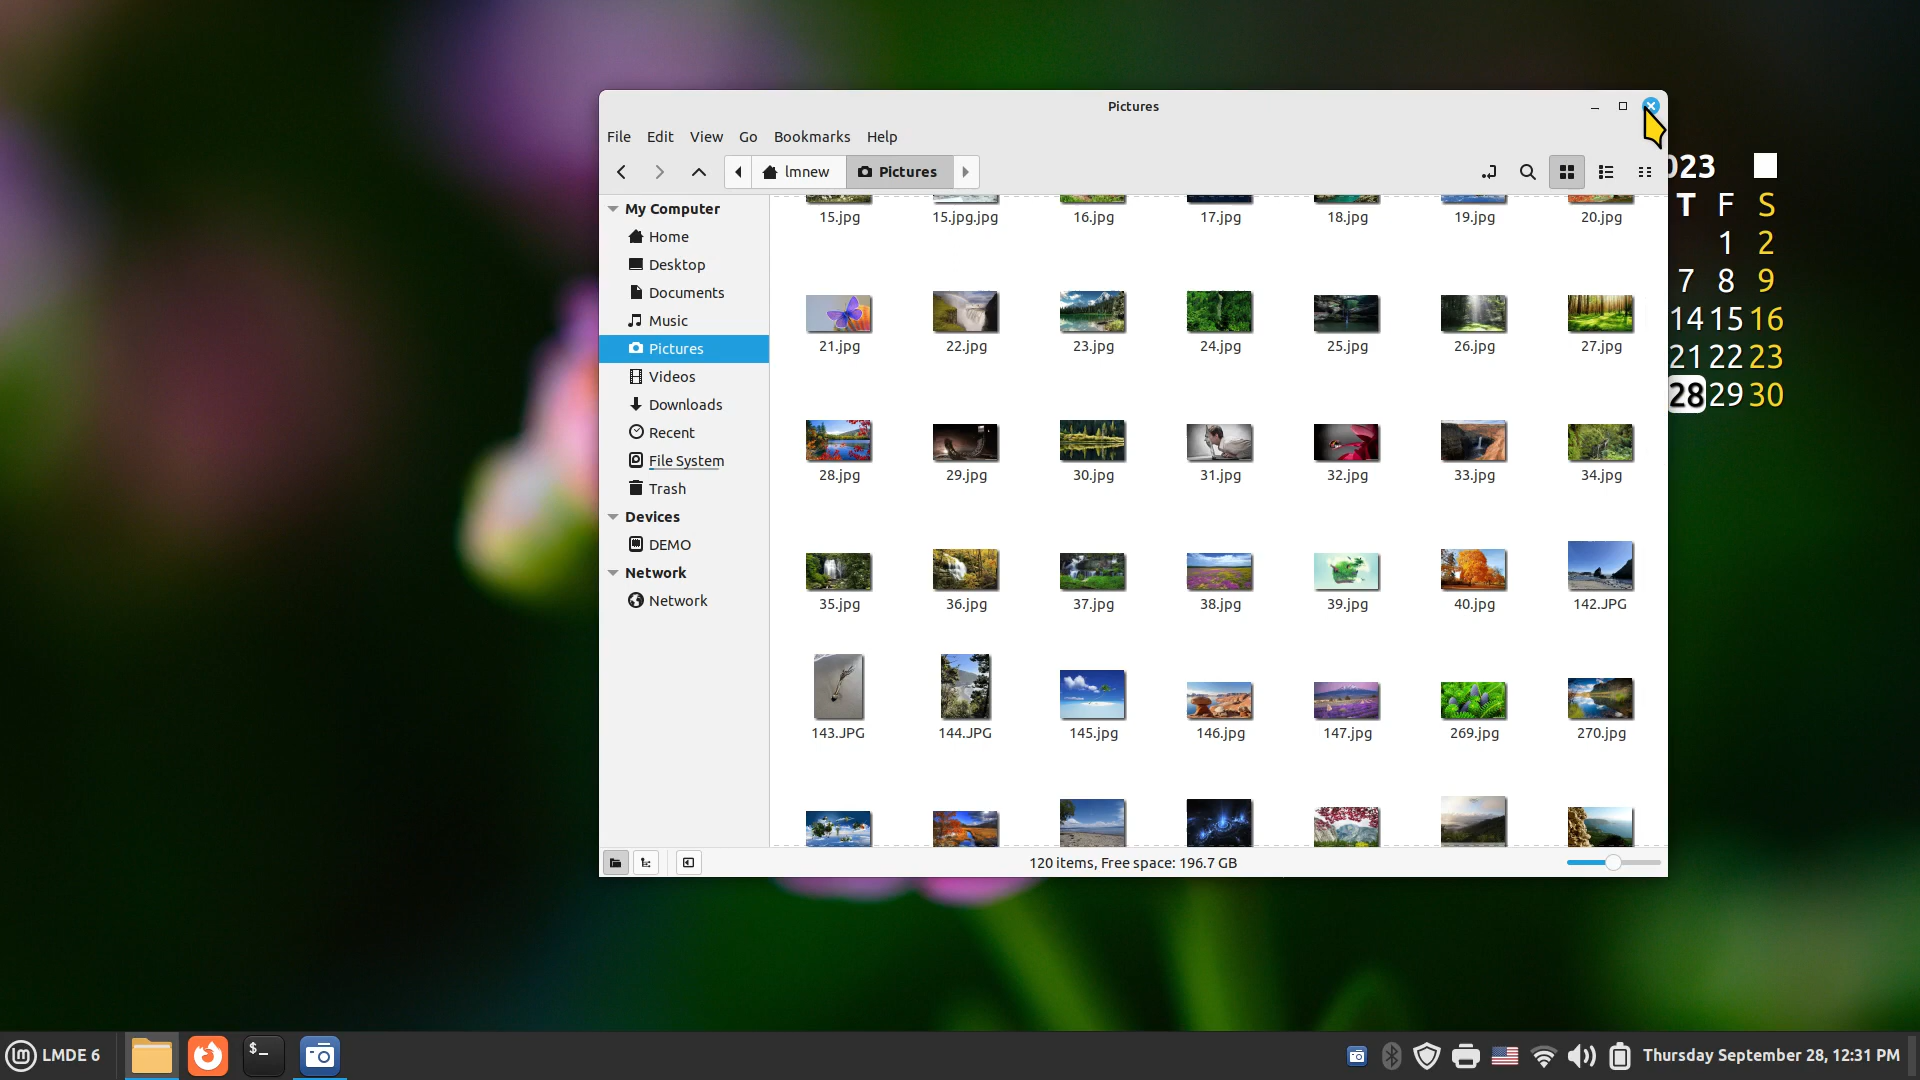 Pictures
File Edit View Go Bookmarks Help
lmnew Pictures
My Computer
Home
Desktop
Documents
Music
Pictures
Videos
Downloads
Recent
File System
Trash
Devices
DEMO
Network
Network
15.jpg 15.jpg.jpg 16.jpg 17.jpg 18.jpg 19.jpg 20.jpg
21.jpg 22.jpg 23.jpg 24.jpg 25.jpg 26.jpg 27.jpg
28.jpg 29.jpg 30.jpg 31.jpg 32.jpg 33.jpg 34.jpg
35.jpg 36.jpg 37.jpg 38.jpg 39.jpg 40.jpg 142.JPG
143.JPG 144.JPG 145.jpg 146.jpg 147.jpg 269.jpg 270.jpg
120 items, Free space: 196.7 GB
023
T F S
1 2
7 8 9
14 15 16
21 22 23
28 29 30
lm LMDE 6
$_
Thursday September 28, 12:31 PM